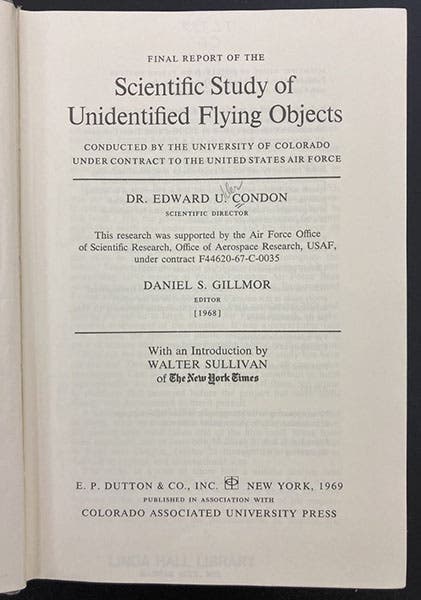 FINAL REPORT OF THE
Scientific Study of
Unidentified Flying Objects
CONDUCTED BY THE UNIVERSITY OF COLORADO
UNDER CONTRACT TO THE UNITED STATES AIR FORCE
DR. EDWARD U. CONDON
SCIENTIFIC DIRECTOR
This research was supported by the Air Force Office
of Scientific Research, Office of Aerospace Research, USAF,
under contract F44620-67-C-0035
DANIEL S. GILLMOR
EDITOR
[1968]
With an Introduction by
WALTER SULLIVAN
of The New York Times
E. P. DUTTON & CO., INC. NEW YORK, 1969
PUBLISHED IN ASSOCIATION WITH
COLORADO ASSOCIATED UNIVERSITY PRESS
LINDA HALL LIBRARY